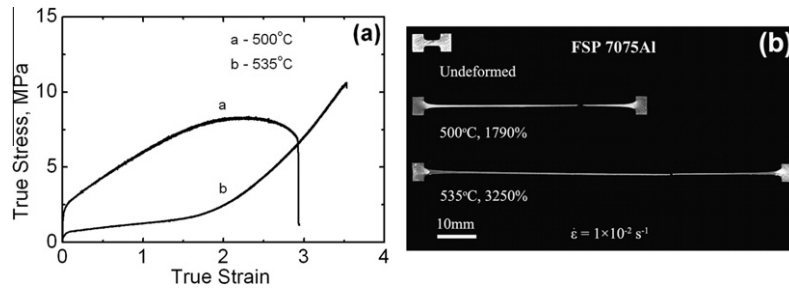 15
10
5
0
0
1
2
3
4
True Stress, MPa
True Strain
(a)
a - 500°C
b - 535°C
a
b
(b)
FSP 7075Al
Undeformed
500°C, 1790%
535°C, 3250%
10mm
ε̇ = 1×10⁻² s⁻¹